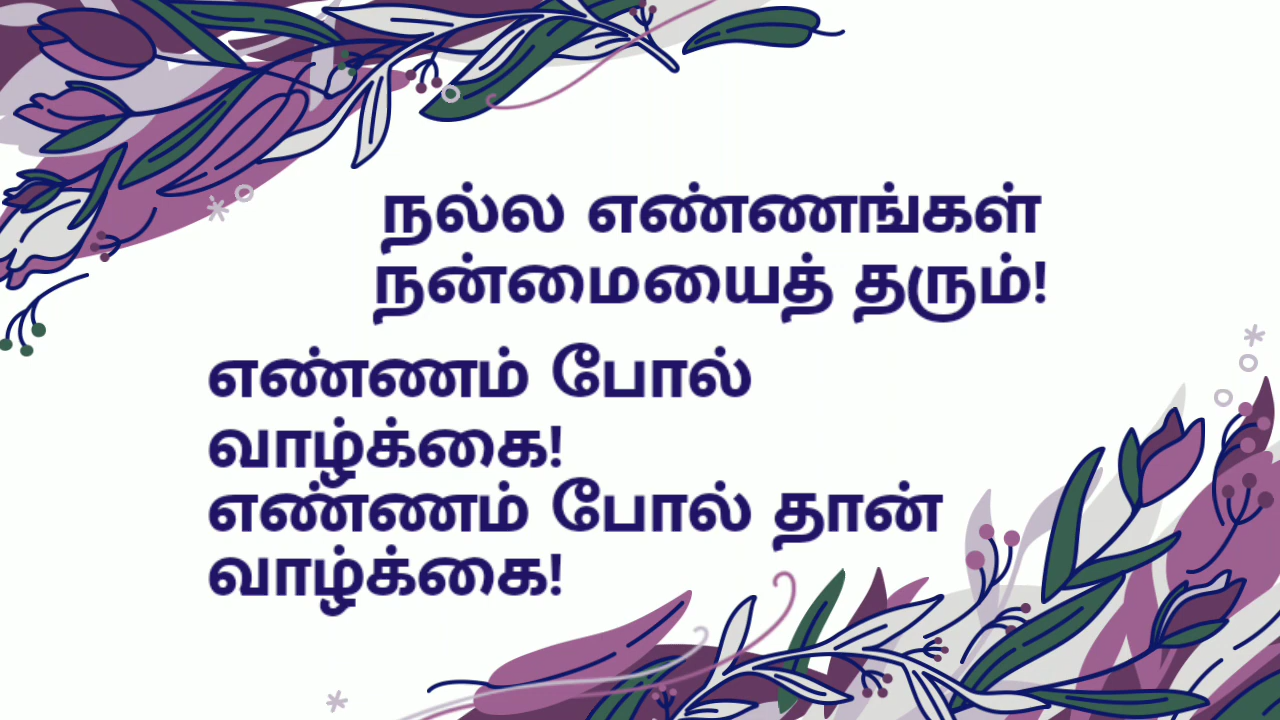 நல்ல எண்ணங்கள்
நன்மையைத் தரும்!
எண்ணம் போல்
வாழ்க்கை!
எண்ணம் போல் தான்
வாழ்க்கை!